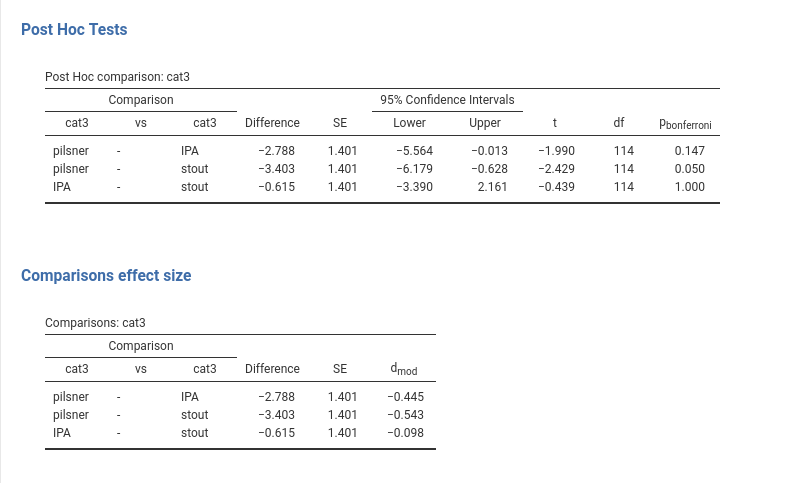 Post Hoc Tests
Post Hoc comparison: cat3
Comparison 95% Confidence Intervals
cat3 vs cat3 Difference SE Lower Upper t df pbonferroni
pilsner - IPA −2.788 1.401 −5.564 −0.013 −1.990 114 0.147
pilsner - stout −3.403 1.401 −6.179 −0.628 −2.429 114 0.050
IPA - stout −0.615 1.401 −3.390 2.161 −0.439 114 1.000
Comparisons effect size
Comparisons: cat3
Comparison
cat3 vs cat3 Difference SE dmod
pilsner - IPA −2.788 1.401 −0.445
pilsner - stout −3.403 1.401 −0.543
IPA - stout −0.615 1.401 −0.098